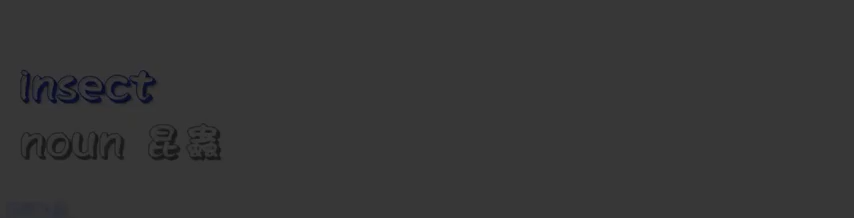 insect
noun 昆蟲